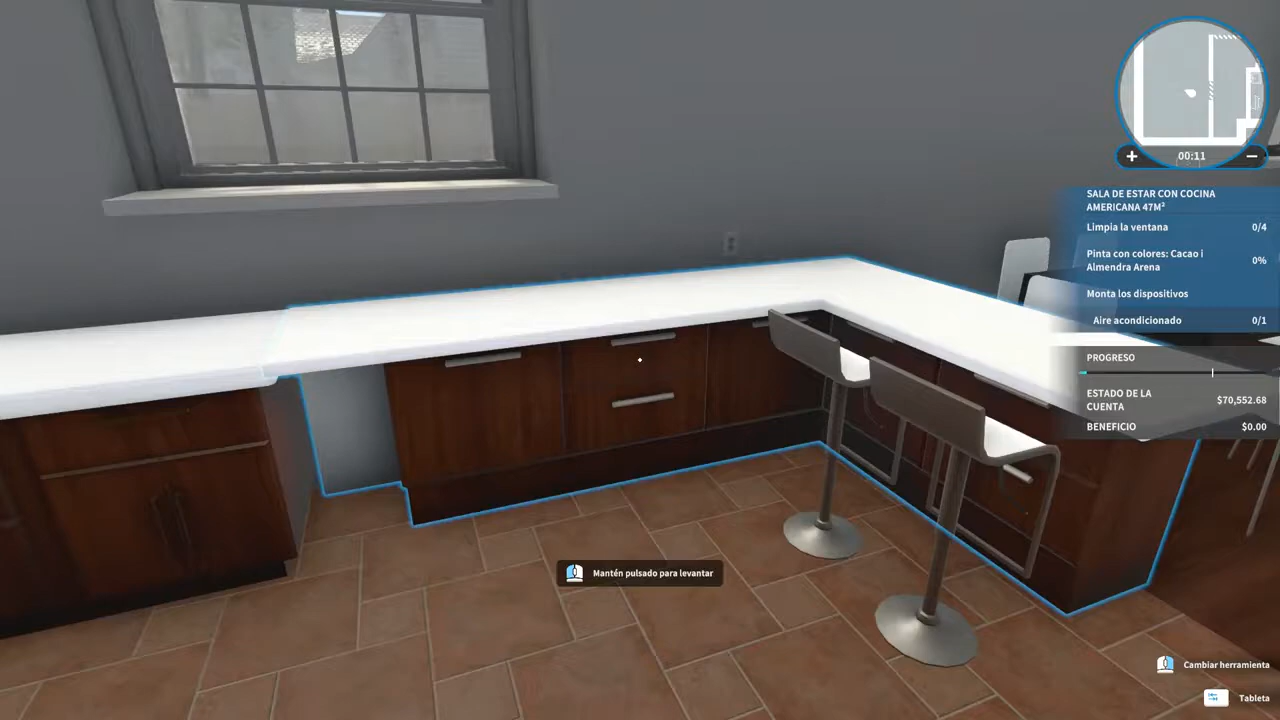 + 00:11 −
SALA DE ESTAR CON COCINA
AMERICANA 47M²
Limpia la ventana 0/4
Pinta con colores: Cacao i
Almendra Arena 0%
Monta los dispositivos
Aire acondicionado 0/1
PROGRESO
ESTADO DE LA
CUENTA $70,552.68
BENEFICIO $0.00
Mantén pulsado para levantar
Cambiar herramienta
Tableta